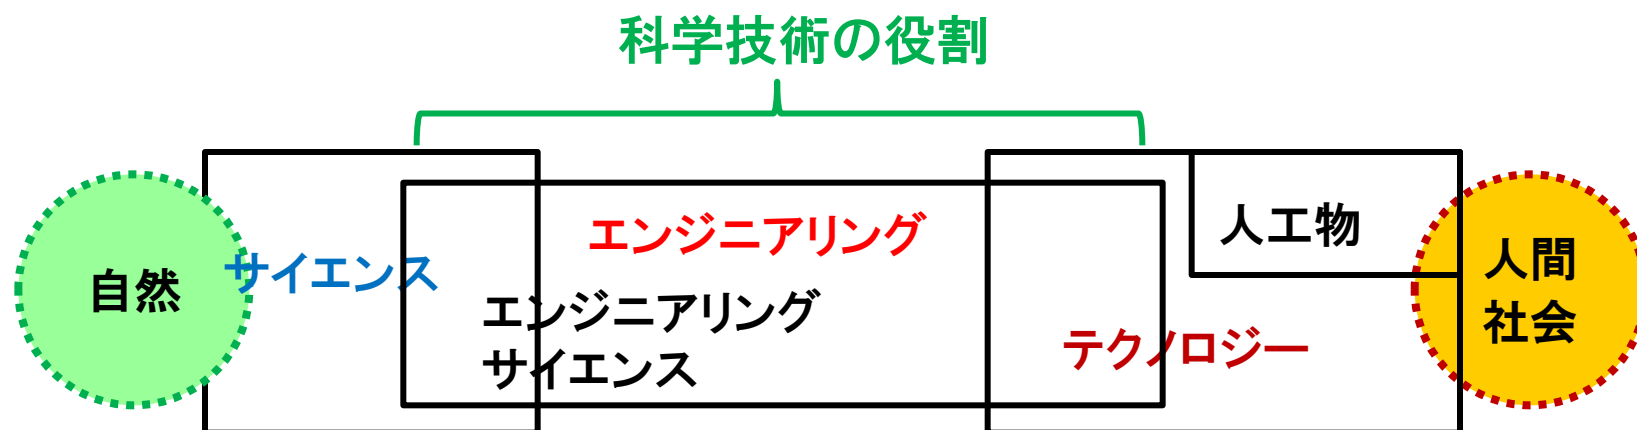 科学技術の役割
自然
サイエンス
エンジニアリング
エンジニアリング
サイエンス
テクノロジー
人工物
人間
社会